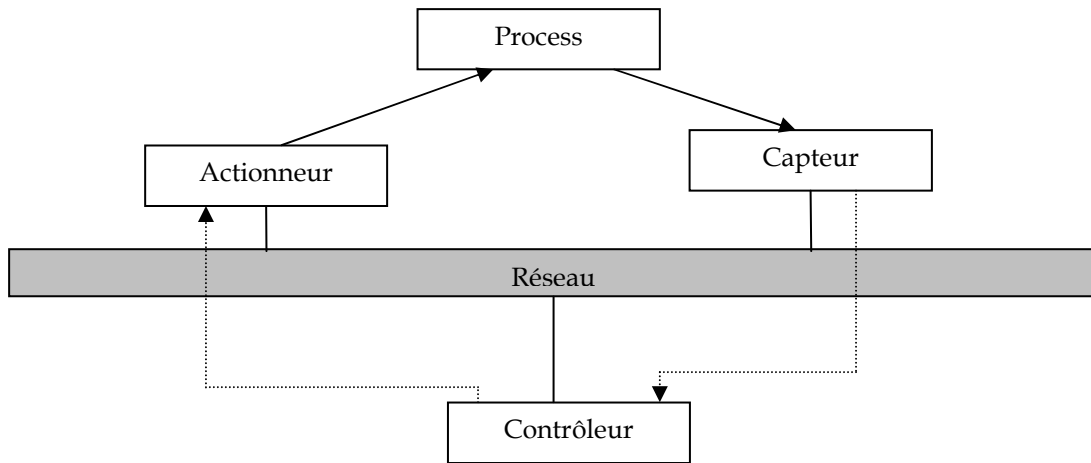 Process
Actionneur
Capteur
Réseau
Contrôleur